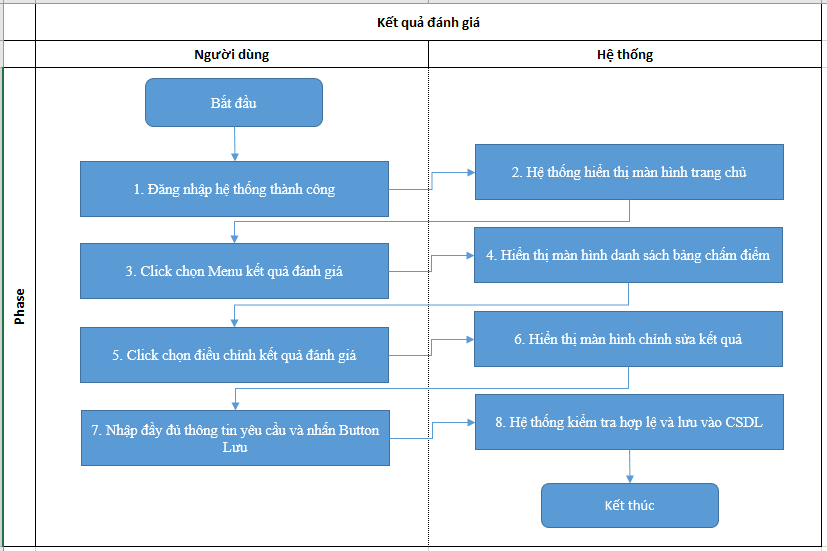 Kết quả đánh giá
Người dùng
Hệ thống
Phase
Bắt đầu
1. Đăng nhập hệ thống thành công
2. Hệ thống hiển thị màn hình trang chủ
3. Click chọn Menu kết quả đánh giá
4. Hiển thị màn hình danh sách bảng chấm điểm
5. Click chọn điều chỉnh kết quả đánh giá
6. Hiển thị màn hình chỉnh sửa kết quả
7. Nhập đầy đủ thông tin yêu cầu và nhấn Button
Lưu
8. Hệ thống kiểm tra hợp lệ và lưu vào CSDL
Kết thúc